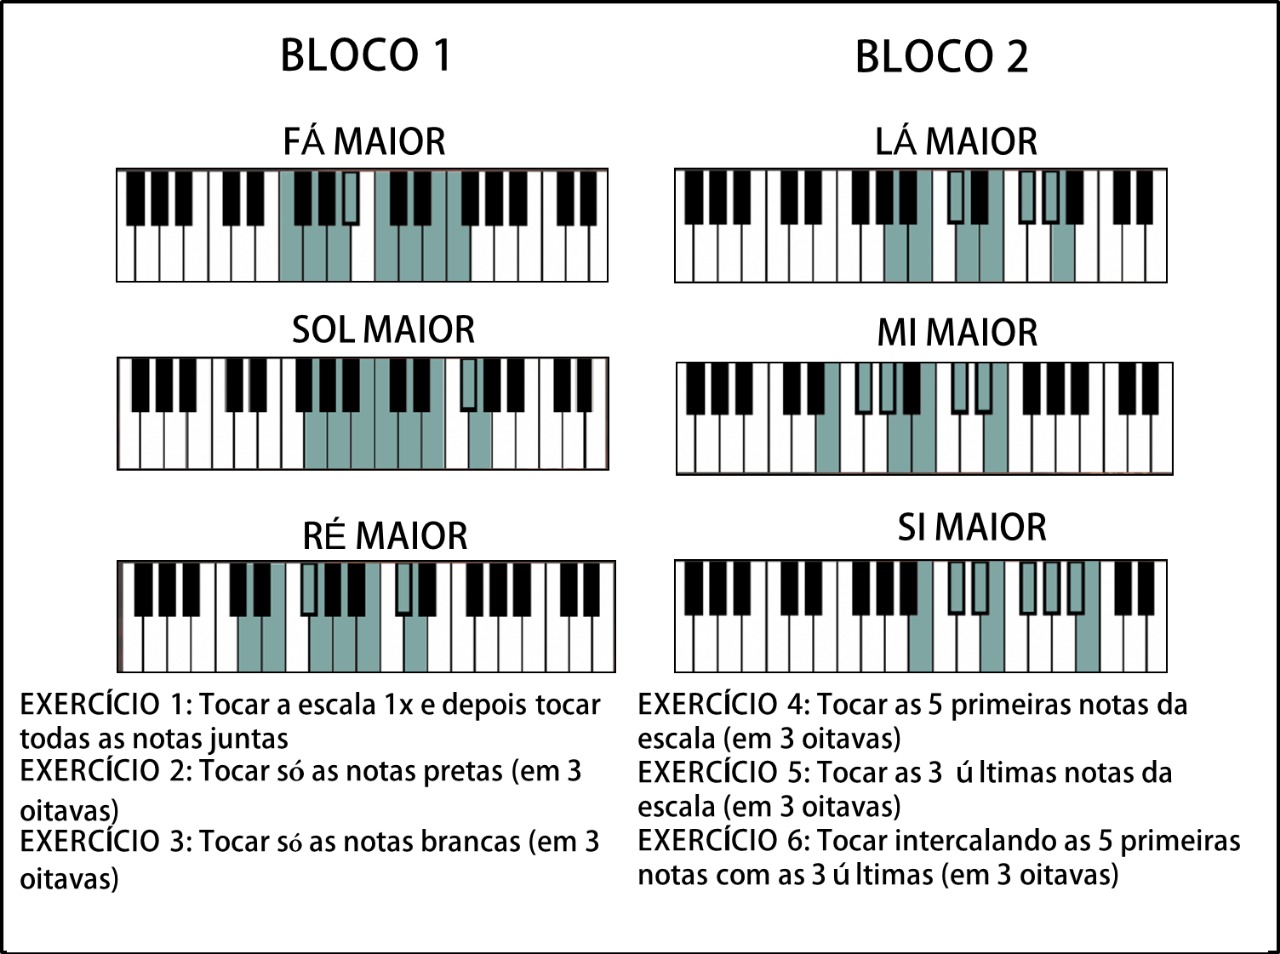 BLOCO 1
FÁ MAIOR
SOL MAIOR
RÉ MAIOR
EXERCÍCIO 1: Tocar a escala 1x e depois tocar
todas as notas juntas
EXERCÍCIO 2: Tocar só as notas pretas (em 3
oitavas)
EXERCÍCIO 3: Tocar só as notas brancas (em 3
oitavas)
BLOCO 2
LÁ MAIOR
MI MAIOR
SI MAIOR
EXERCÍCIO 4: Tocar as 5 primeiras notas da
escala (em 3 oitavas)
EXERCÍCIO 5: Tocar as 3 ú ltimas notas da
escala (em 3 oitavas)
EXERCÍCIO 6: Tocar intercalando as 5 primeiras
notas com as 3 ú ltimas (em 3 oitavas)